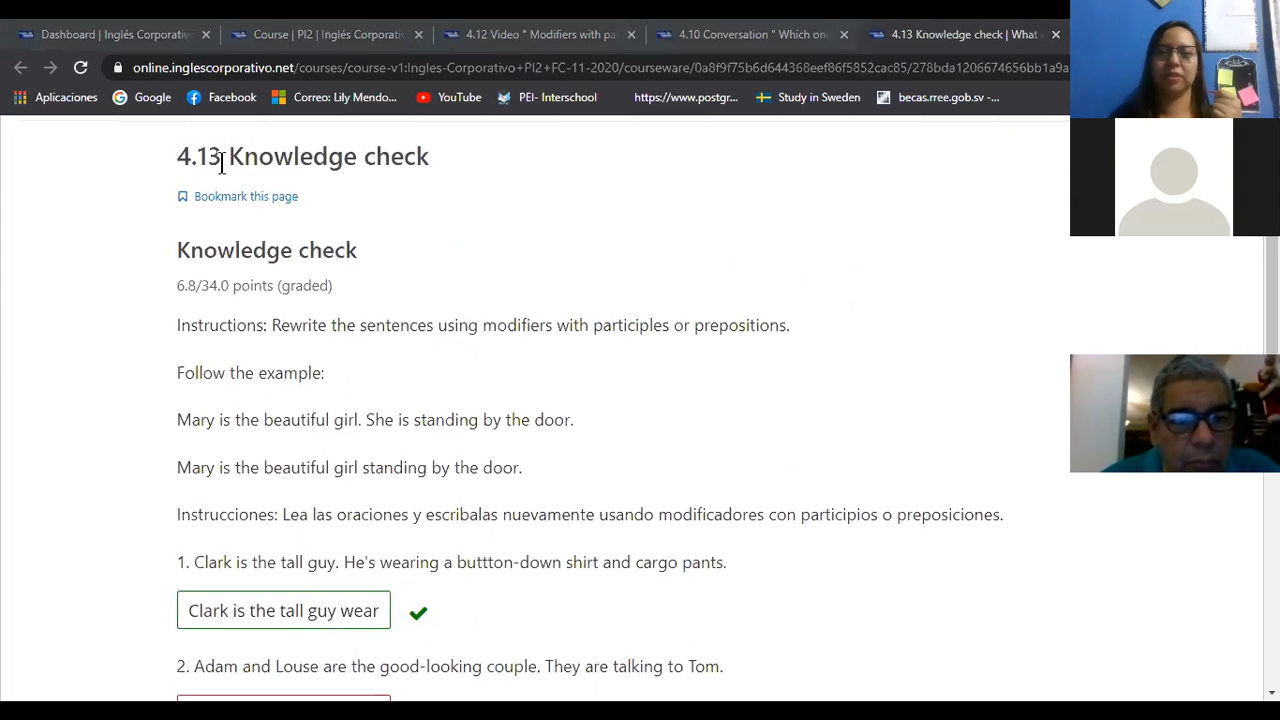 Dashboard | Inglés Corporativ
Course | PI2 | Inglés Corporati
4.12 Video " Modifiers with pa
4.10 Conversation " Which one
4.13 Knowledge check | What
online.inglescorporativo.net/courses/course-v1:Ingles-Corporativo+PI2+FC-11-2020/courseware/0a8f9f75b6d644368eef86f5852cac85/278bda1206674656bb1a9a
Aplicaciones
Google
Facebook
Correo: Lily Mendo...
YouTube
PEI- Interschool
https://www.postgr...
Study in Sweden
becas.rree.gob.sv -...
4.13 Knowledge check
Bookmark this page
Knowledge check
6.8/34.0 points (graded)
Instructions: Rewrite the sentences using modifiers with participles or prepositions.
Follow the example:
Mary is the beautiful girl. She is standing by the door.
Mary is the beautiful girl standing by the door.
Instrucciones: Lea las oraciones y escribalas nuevamente usando modificadores con participios o preposiciones.
1. Clark is the tall guy. He's wearing a buttton-down shirt and cargo pants.
Clark is the tall guy wear
2. Adam and Louse are the good-looking couple. They are talking to Tom.